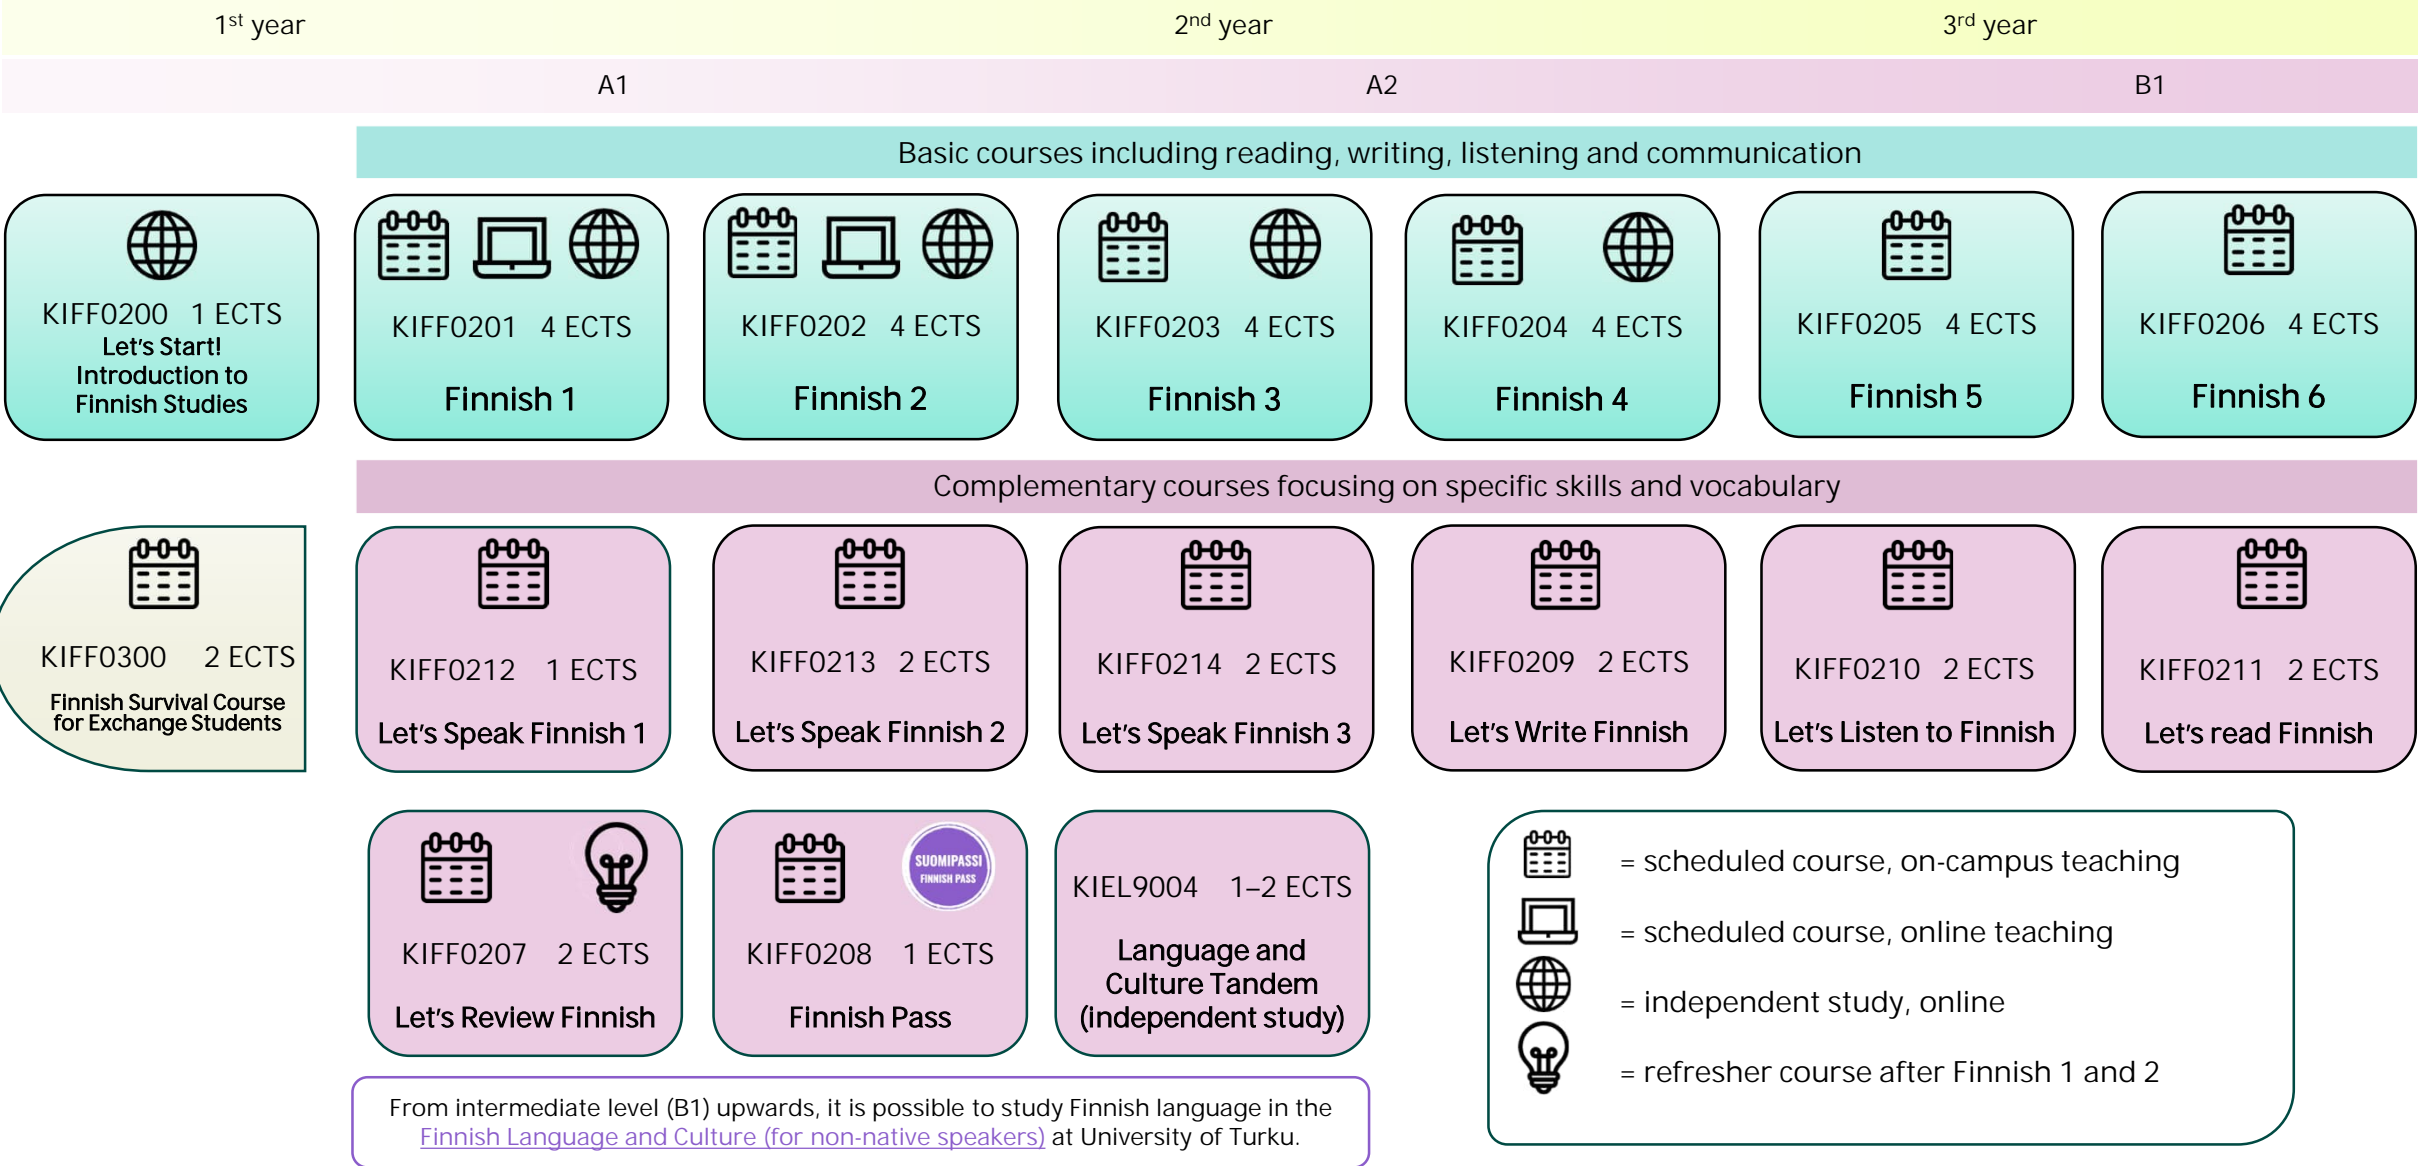 1st year
2nd year
3rd year
A1
A2
B1
Basic courses including reading, writing, listening and communication
KIFF0200 1 ECTS
Let's Start!
Introduction to
Finnish Studies
KIFF0201 4 ECTS
Finnish 1
KIFF0202 4 ECTS
Finnish 2
KIFF0203 4 ECTS
Finnish 3
KIFF0204 4 ECTS
Finnish 4
KIFF0205 4 ECTS
Finnish 5
KIFF0206 4 ECTS
Finnish 6
Complementary courses focusing on specific skills and vocabulary
KIFF0300 2 ECTS
Finnish Survival Course
for Exchange Students
KIFF0212 1 ECTS
Let's Speak Finnish 1
KIFF0213 2 ECTS
Let's Speak Finnish 2
KIFF0214 2 ECTS
Let's Speak Finnish 3
KIFF0209 2 ECTS
Let's Write Finnish
KIFF0210 2 ECTS
Let's Listen to Finnish
KIFF0211 2 ECTS
Let's read Finnish
KIFF0207 2 ECTS
Let's Review Finnish
SUOMIPASSI
FINNISH PASS
KIFF0208 1 ECTS
Finnish Pass
KIEL9004 1–2 ECTS
Language and
Culture Tandem
(independent study)
= scheduled course, on-campus teaching
= scheduled course, online teaching
= independent study, online
= refresher course after Finnish 1 and 2
From intermediate level (B1) upwards, it is possible to study Finnish language in the
Finnish Language and Culture (for non-native speakers) at University of Turku.